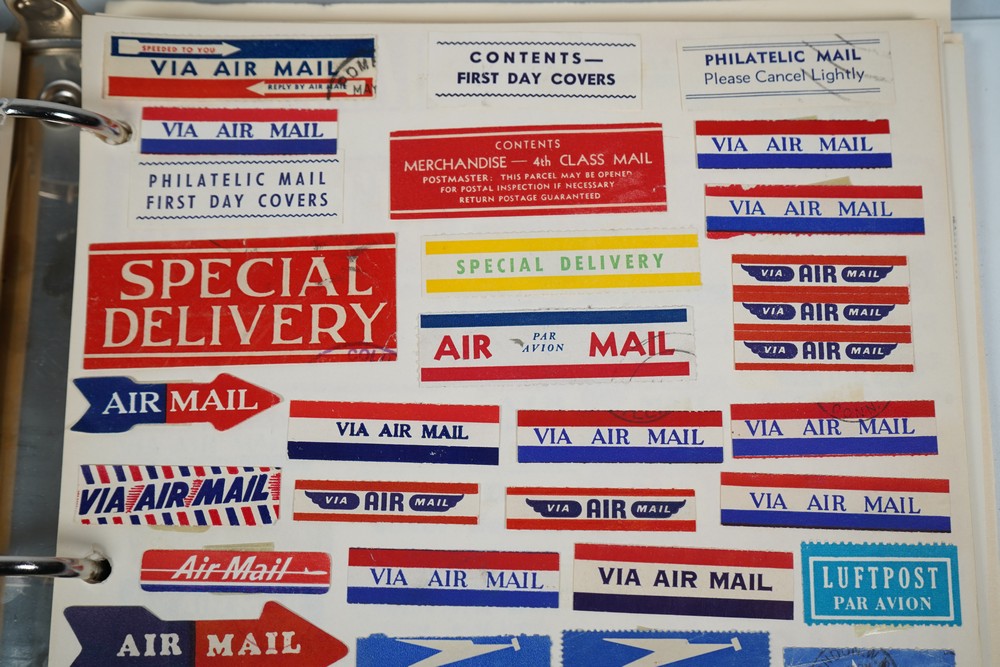 SPEEDED TO YOU
VIA AIR MAIL
REPLY BY AIR MAIL
MAY
CONTENTS—
FIRST DAY COVERS
PHILATELIC MAIL
Please Cancel Lightly
VIA AIR MAIL
PHILATELIC MAIL
FIRST DAY COVERS
CONTENTS
MERCHANDISE — 4th CLASS MAIL
POSTMASTER: THIS PARCEL MAY BE OPENED
FOR POSTAL INSPECTION IF NECESSARY
RETURN POSTAGE GUARANTEED
VIA AIR MAIL
VIA AIR MAIL
SPECIAL
DELIVERY
SPECIAL DELIVERY
VIA AIR MAIL
VIA AIR MAIL
VIA AIR MAIL
AIR PAR AVION MAIL
AIR MAIL
VIA AIR MAIL
VIA AIR MAIL
VIA AIR MAIL
CONN
VIA AIR MAIL
VIA AIR MAIL
VIA AIR MAIL
VIA AIR MAIL
Air Mail
VIA AIR MAIL
VIA AIR MAIL
LUFTPOST
PAR AVION
AIR MAIL